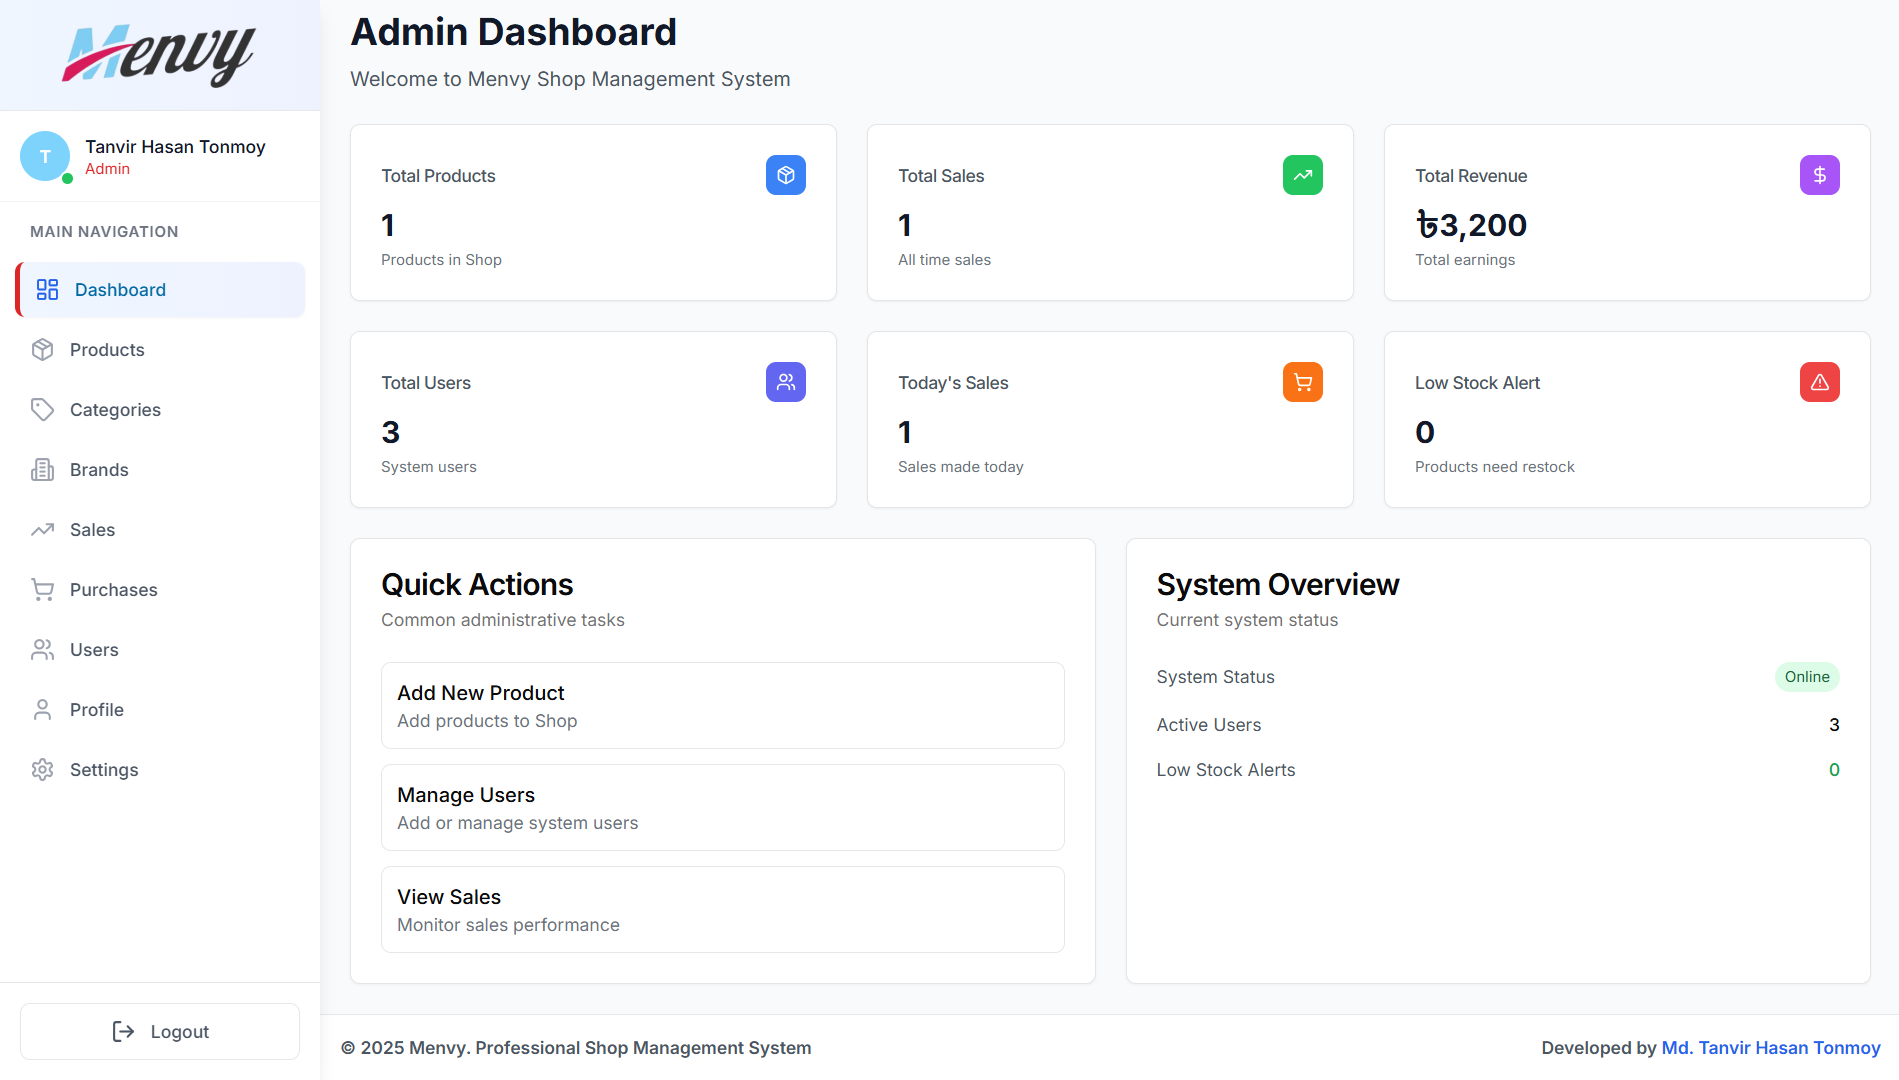 Menvy
T
Tanvir Hasan Tonmoy
Admin
MAIN NAVIGATION
Dashboard
Products
Categories
Brands
Sales
Purchases
Users
Profile
Settings
Logout
Admin Dashboard
Welcome to Menvy Shop Management System
Total Products
1
Products in Shop
Total Sales
1
All time sales
Total Revenue
৳3,200
Total earnings
Total Users
3
System users
Today's Sales
1
Sales made today
Low Stock Alert
0
Products need restock
Quick Actions
Common administrative tasks
Add New Product
Add products to Shop
Manage Users
Add or manage system users
View Sales
Monitor sales performance
System Overview
Current system status
System Status Online
Active Users 3
Low Stock Alerts 0
© 2025 Menvy. Professional Shop Management System
Developed by Md. Tanvir Hasan Tonmoy